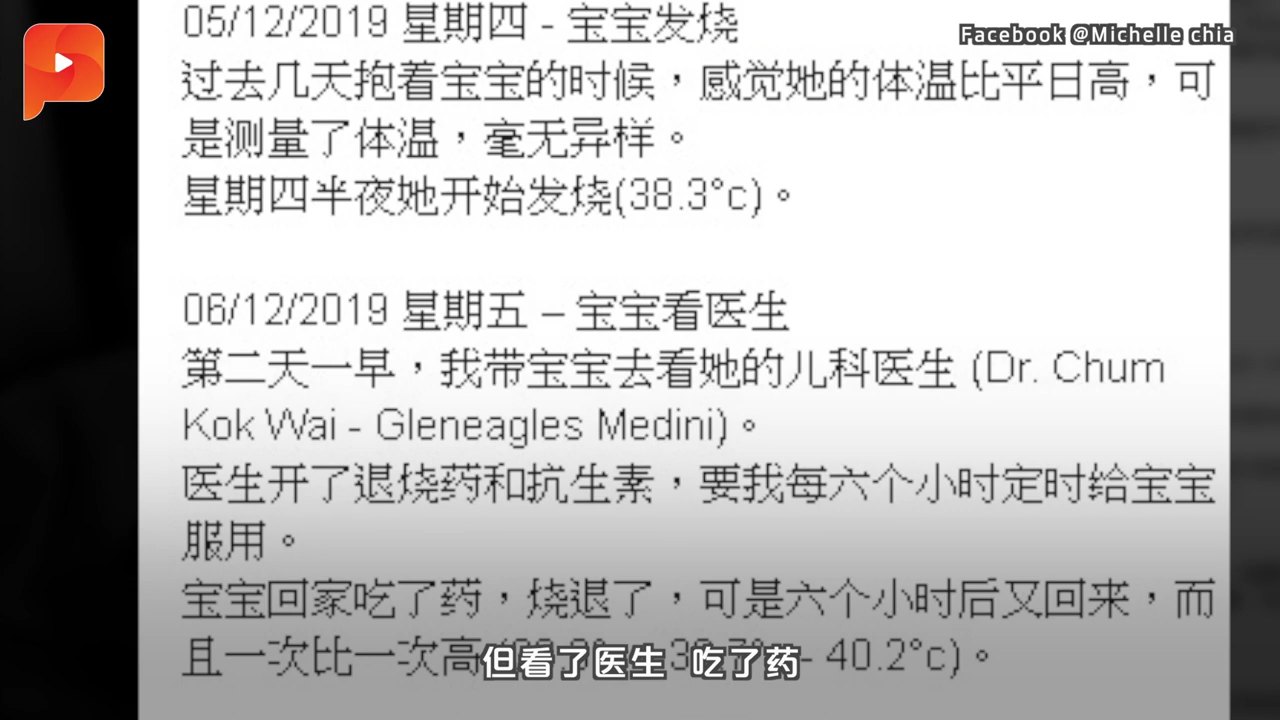 Facebook @Michelle chia
05/12/2019 星期四 - 宝宝发烧
过去几天抱着宝宝的时候，感觉她的体温比平日高，可
是测量了体温，毫无异样。
星期四半夜她开始发烧(38.3°c)。
06/12/2019 星期五 – 宝宝看医生
第二天一早，我带宝宝去看她的儿科医生 (Dr. Chum
Kok Wai - Gleneagles Medini)。
医生开了退烧药和抗生素，要我每六个小时定时给宝宝
服用。
宝宝回家吃了药，烧退了，可是六个小时后又回来，而
且一次比一次高 - 40.2°c)。
但看了医生 吃了药